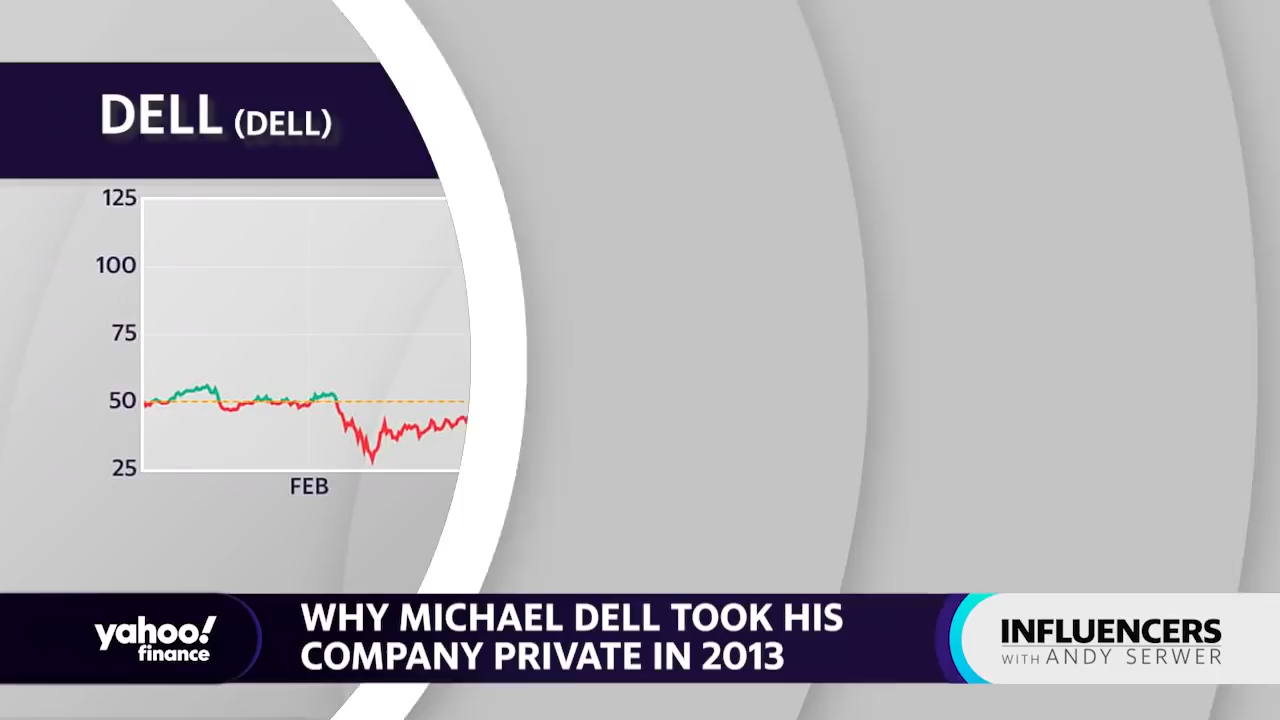 DELL (DELL)
125
100
75
50
25
FEB
yahoo!
finance
WHY MICHAEL DELL TOOK HIS
COMPANY PRIVATE IN 2013
INFLUENCERS
WITH ANDY SERWER